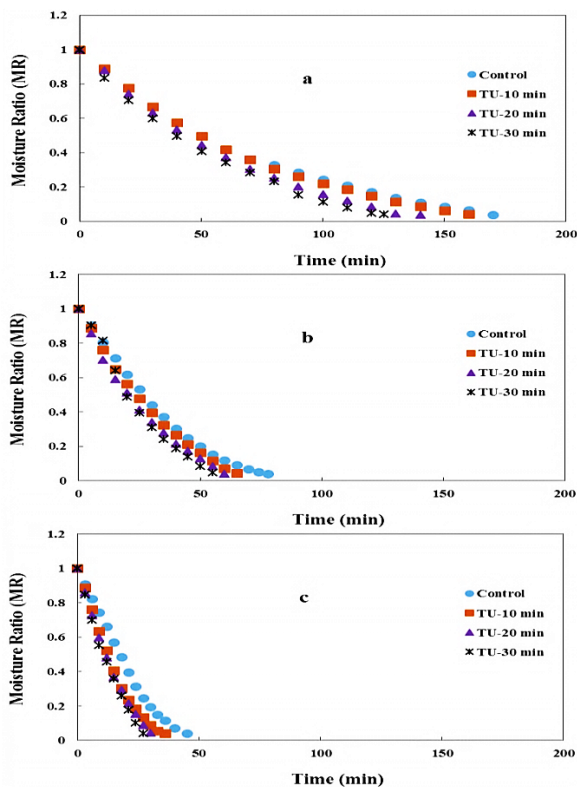 1.2
1
0.8
0.6
0.4
0.2
0
Moisture Ratio (MR)
a
Control
TU-10 min
TU-20 min
TU-30 min
0
50
100
150
200
Time (min)
1.2
1
0.8
0.6
0.4
0.2
0
Moisture Ratio (MR)
b
Control
TU-10 min
TU-20 min
TU-30 min
0
50
100
150
200
Time (min)
1.2
1
0.8
0.6
0.4
0.2
0
Moisture Ratio (MR)
c
Control
TU-10 min
TU-20 min
TU-30 min
0
50
100
150
200
Time (min)